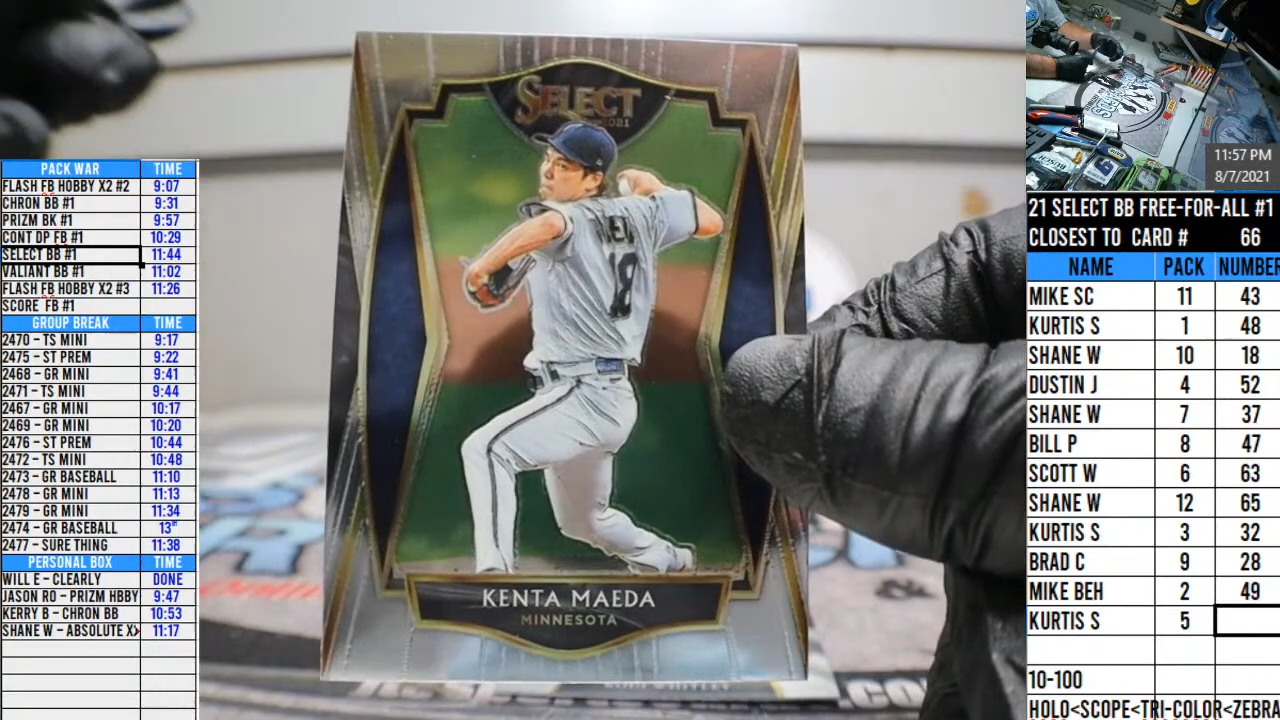 PACK WAR TIME
FLASH FB HOBBY X2 #2 9:07
CHRON BB #1 9:31
PRIZM BK #1 9:57
CONT DP FB #1 10:29
SELECT BB #1 11:44
VALIANT BB #1 11:02
FLASH FB HOBBY X2 #3 11:26
SCORE FB #1
GROUP BREAK TIME
2470 – TS MINI 9:17
2475 – ST PREM 9:22
2468 – GR MINI 9:41
2471 – TS MINI 9:44
2467 – GR MINI 10:17
2469 – GR MINI 10:20
2476 – ST PREM 10:44
2472 – TS MINI 10:48
2473 – GR BASEBALL 11:10
2478 – GR MINI 11:13
2479 – GR MINI 11:34
2474 – GR BASEBALL 13th
2477 – SURE THING 11:38
PERSONAL BOX TIME
WILL E – CLEARLY DONE
JASON RO – PRIZM HBBY 9:47
KERRY B – CHRON BB 10:53
SHANE W – ABSOLUTE X 11:17
SELECT
2021
18
KENTA MAEDA
MINNESOTA
11:57 PM
8/7/2021
21 SELECT BB FREE-FOR-ALL #1
CLOSEST TO CARD # 66
NAME PACK NUMBER
MIKE SC 11 43
KURTIS S 1 48
SHANE W 10 18
DUSTIN J 4 52
SHANE W 7 37
BILL P 8 47
SCOTT W 6 63
SHANE W 12 65
KURTIS S 3 32
BRAD C 9 28
MIKE BEH 2 49
KURTIS S 5
10-100
HOLO<SCOPE<TRI-COLOR<ZEBRA